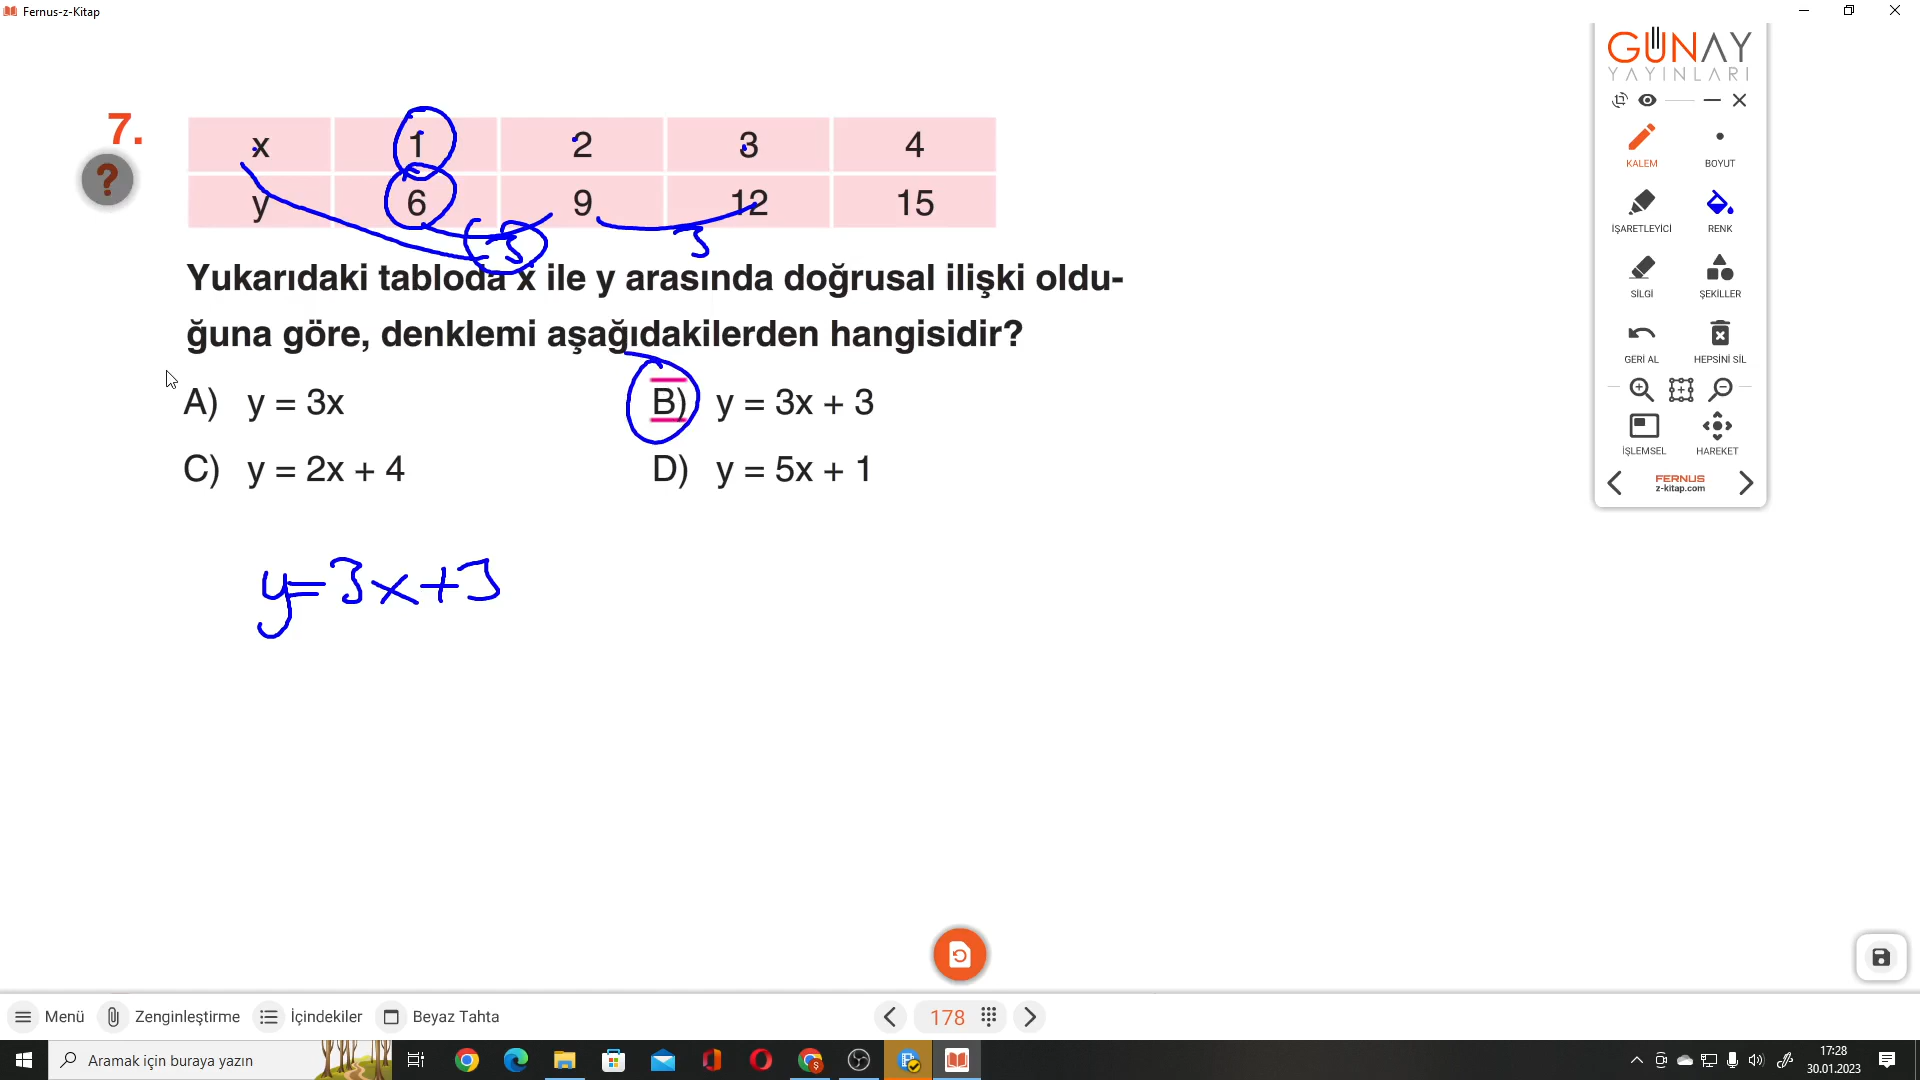 Fernus-z-Kitap
GÜNAY
YAYINLARI
7.
x 1 2 3 4
y 6 9 12 15
3 3
Yukarıdaki tabloda x ile y arasında doğrusal ilişki oldu-
ğuna göre, denklemi aşağıdakilerden hangisidir?
A) y = 3x
B) y = 3x + 3
C) y = 2x + 4
D) y = 5x + 1
y=3x+3
KALEM BOYUT
İŞARETLEYİCİ RENK
SİLGİ ŞEKİLLER
GERİ AL HEPSİNİ SİL
İŞLEMSEL HAREKET
FERNUS
z-kitap.com
Menü Zenginleştirme İçindekiler Beyaz Tahta 178
Aramak için buraya yazın
17:28
30.01.2023